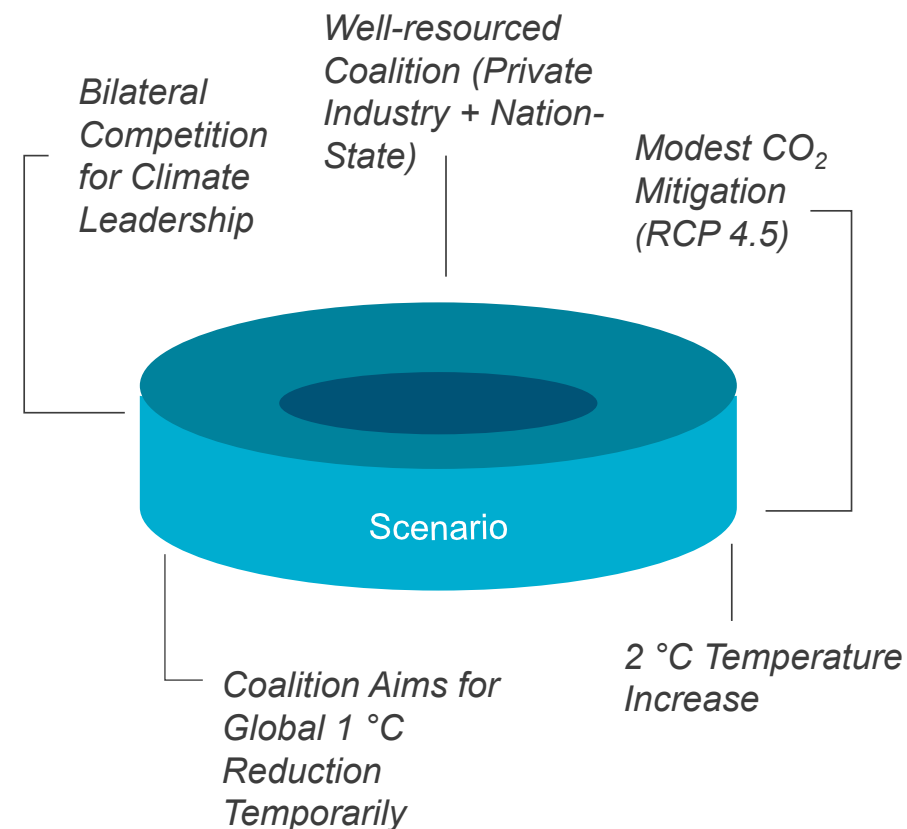 Bilateral
Competition
for Climate
Leadership
Well-resourced
Coalition (Private
Industry + Nation-
State)
Modest CO₂
Mitigation
(RCP 4.5)
Scenario
Coalition Aims for
Global 1 °C
Reduction
Temporarily
2 °C Temperature
Increase